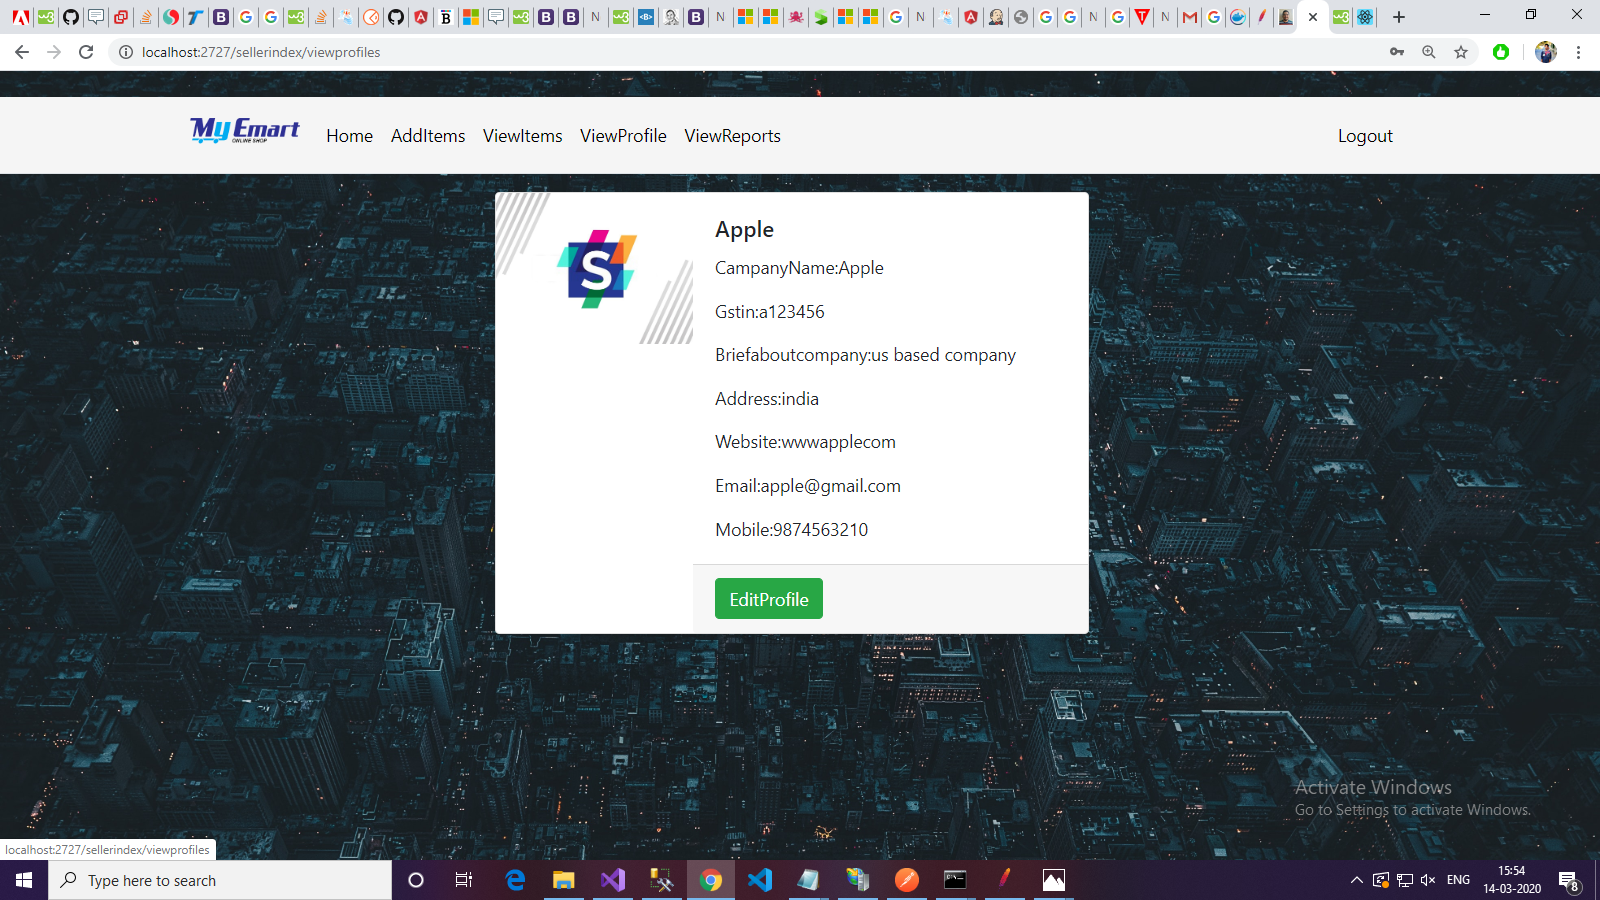 localhost:2727/sellerindex/viewprofiles
My Emart
ONLINE SHOP
Home
AddItems
ViewItems
ViewProfile
ViewReports
Logout
S
Apple
CampanyName:Apple
Gstin:a123456
Briefaboutcompany:us based company
Address:india
Website:wwwapplecom
Email:apple@gmail.com
Mobile:9874563210
EditProfile
Activate Windows
Go to Settings to activate Windows.
localhost:2727/sellerindex/viewprofiles
Type here to search
ENG
15:54
14-03-2020
8